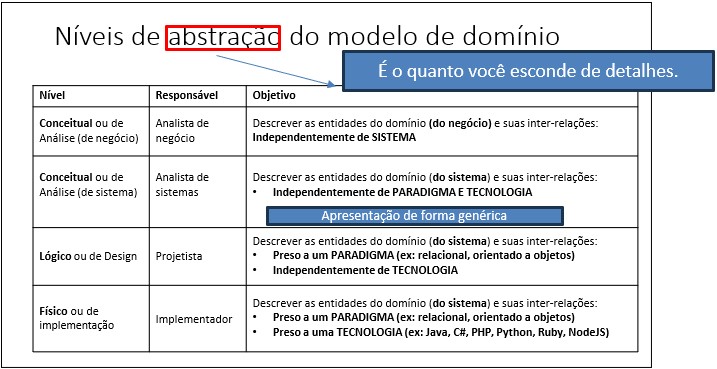 Níveis de abstração do modelo de domínio
É o quanto você esconde de detalhes.
Nível Responsável Objetivo
Conceitual ou de Análise (de negócio)
Analista de negócio
Descrever as entidades do domínio (do negócio) e suas inter-relações:
Independentemente de SISTEMA
Conceitual ou de Análise (de sistema)
Analista de sistemas
Descrever as entidades do domínio (do sistema) e suas inter-relações:
• Independentemente de PARADIGMA E TECNOLOGIA
Apresentação de forma genérica
Lógico ou de Design
Projetista
Descrever as entidades do domínio (do sistema) e suas inter-relações:
• Preso a um PARADIGMA (ex: relacional, orientado a objetos)
• Independentemente de TECNOLOGIA
Físico ou de implementação
Implementador
Descrever as entidades do domínio (do sistema) e suas inter-relações:
• Preso a um PARADIGMA (ex: relacional, orientado a objetos)
• Preso a uma TECNOLOGIA (ex: Java, C#, PHP, Python, Ruby, NodeJS)